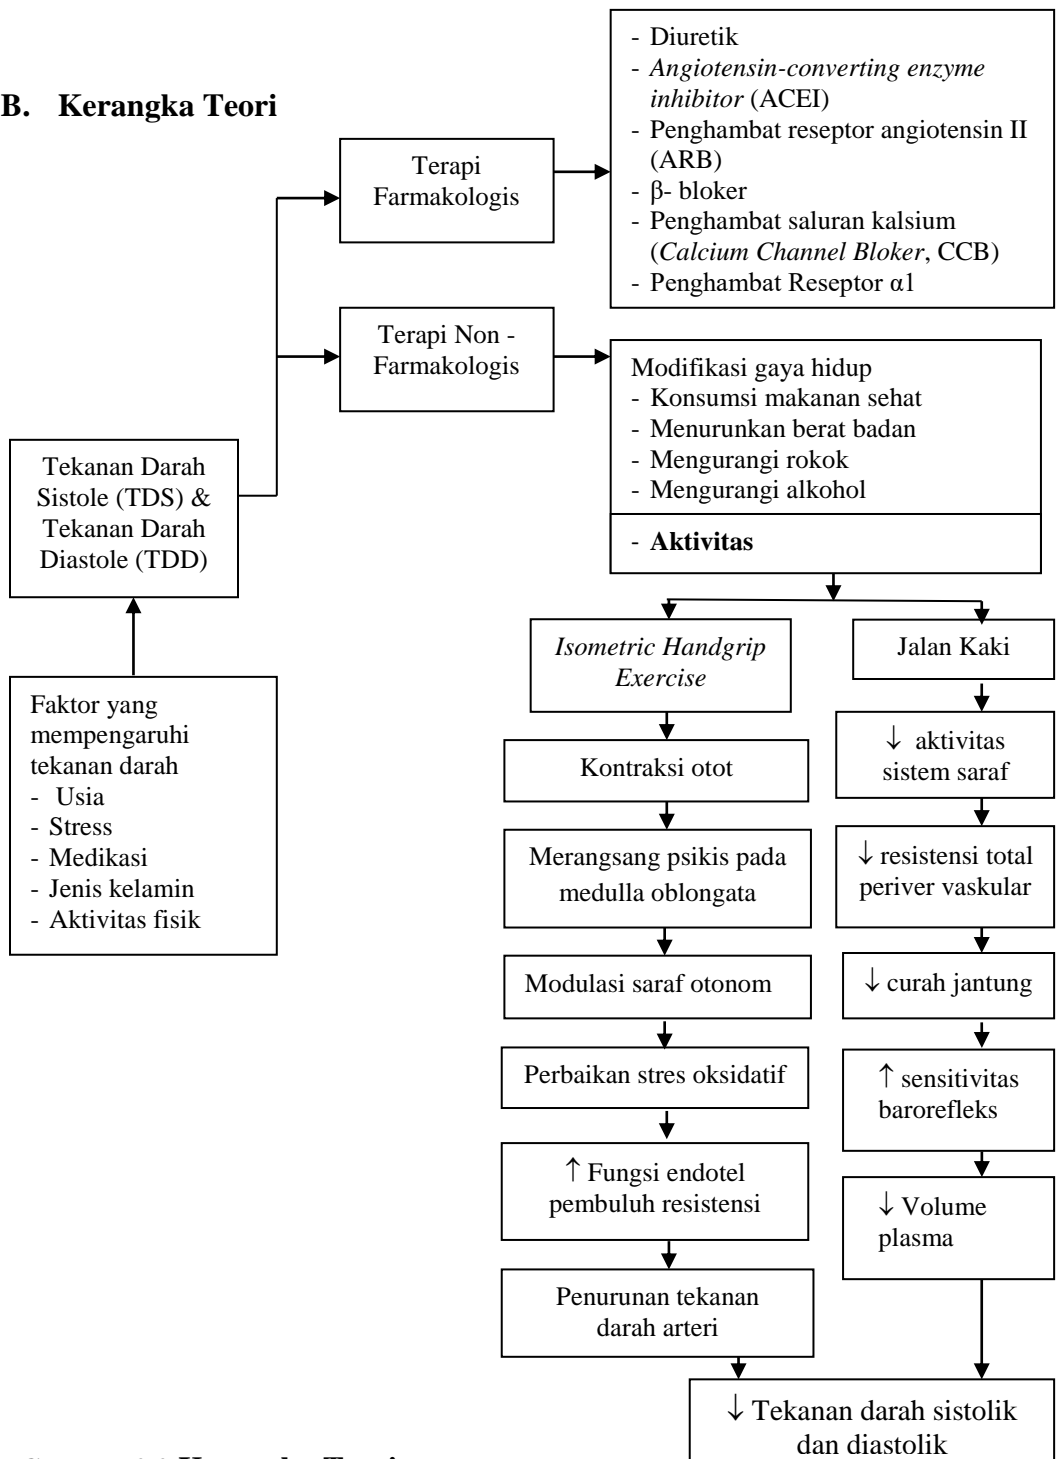 B. Kerangka Teori
- Diuretik
- Angiotensin-converting enzyme
inhibitor (ACEI)
- Penghambat reseptor angiotensin II
(ARB)
- β- bloker
- Penghambat saluran kalsium
(Calcium Channel Bloker, CCB)
- Penghambat Reseptor α1
Terapi
Farmakologis
Terapi Non -
Farmakologis
Modifikasi gaya hidup
- Konsumsi makanan sehat
- Menurunkan berat badan
- Mengurangi rokok
- Mengurangi alkohol
- Aktivitas
Tekanan Darah
Sistole (TDS) &
Tekanan Darah
Diastole (TDD)
Faktor yang
mempengaruhi
tekanan darah
- Usia
- Stress
- Medikasi
- Jenis kelamin
- Aktivitas fisik
Isometric Handgrip
Exercise
Kontraksi otot
Merangsang psikis pada
medulla oblongata
Modulasi saraf otonom
Perbaikan stres oksidatif
↑ Fungsi endotel
pembuluh resistensi
Penurunan tekanan
darah arteri
Jalan Kaki
↓ aktivitas
sistem saraf
↓ resistensi total
periver vaskular
↓ curah jantung
↑ sensitivitas
barorefleks
↓ Volume
plasma
↓ Tekanan darah sistolik
dan diastolik